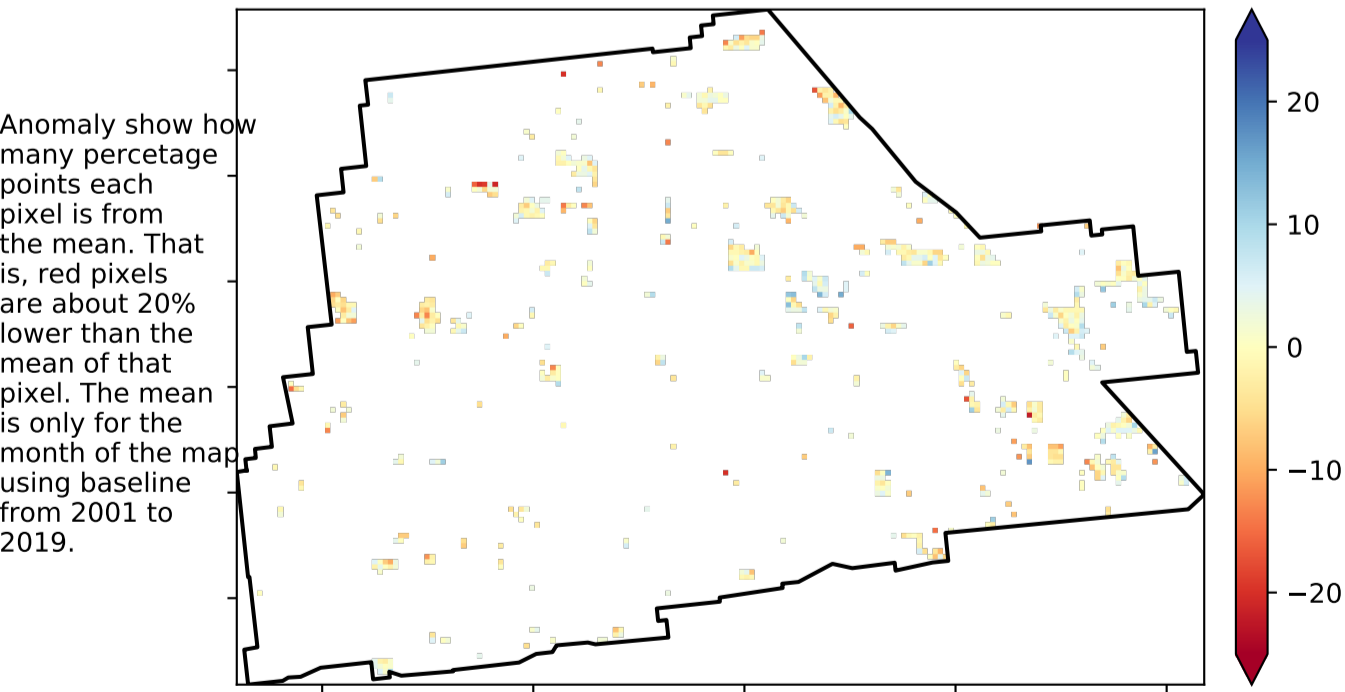 Anomaly show how
many percetage
points each
pixel is from
the mean. That
is, red pixels
are about 20%
lower than the
mean of that
pixel. The mean
is only for the
month of the map
using baseline
from 2001 to
2019.
20
10
0
−10
−20